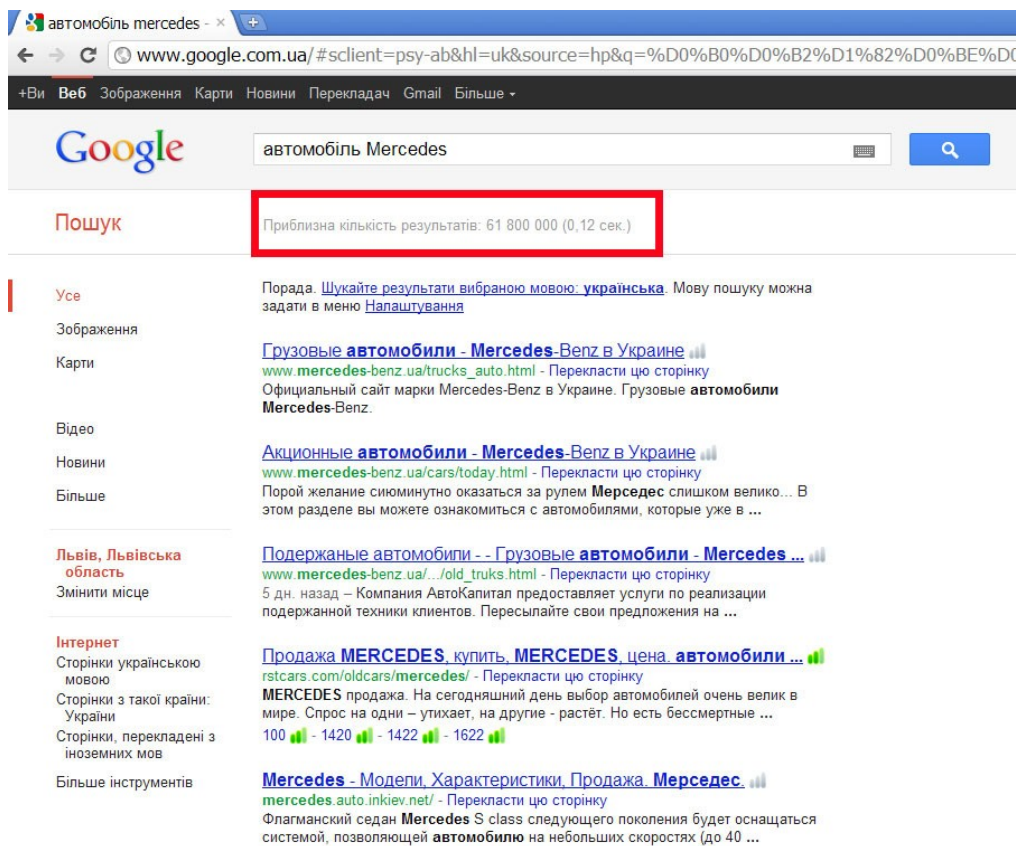 автомобіль mercedes -
www.google.com.ua/#sclient=psy-ab&hl=uk&source=hp&q=%D0%B0%D0%B2%D1%82%D0%BE%D0
+Ви Веб Зображення Карти Новини Перекладач Gmail Більше
Google
автомобіль Mercedes
Пошук
Приблизна кількість результатів: 61 800 000 (0,12 сек.)
Усе
Зображення
Карти
Відео
Новини
Більше
Львів, Львівська
область
Змінити місце
Інтернет
Сторінки українською
мовою
Сторінки з такої країни:
України
Сторінки, перекладені з
іноземних мов
Більше інструментів
Порада. Шукайте результати вибраною мовою: українська. Мову пошуку можна
задати в меню Налаштування
Грузовые автомобили - Mercedes-Benz в Украине
www.mercedes-benz.ua/trucks_auto.html - Перекласти цю сторінку
Официальный сайт марки Mercedes-Benz в Украине. Грузовые автомобили
Mercedes-Benz.
Акционные автомобили - Mercedes-Benz в Украине
www.mercedes-benz.ua/cars/today.html - Перекласти цю сторінку
Порой желание сиюминутно оказаться за рулем Мерседес слишком велико... В
этом разделе вы можете ознакомиться с автомобилями, которые уже в ...
Подержаные автомобили - - Грузовые автомобили - Mercedes ...
www.mercedes-benz.ua/.../old_truks.html - Перекласти цю сторінку
5 дн. назад – Компания АвтоКапитал предоставляет услуги по реализации
подержанной техники клиентов. Пересылайте свои предложения на ...
Продажа MERCEDES, купить, MERCEDES, цена. автомобили ...
rstcars.com/oldcars/mercedes/ - Перекласти цю сторінку
MERCEDES продажа. На сегодняшний день выбор автомобилей очень велик в
мире. Спрос на одни – утихает, на другие - растёт. Но есть бессмертные ...
100 - 1420 - 1422 - 1622
Mercedes - Модели, Характеристики, Продажа. Мерседес.
mercedes.auto.inkiev.net/ - Перекласти цю сторінку
Флагманский седан Mercedes S class следующего поколения будет оснащаться
системой, позволяющей автомобилю на небольших скоростях (до 40 ...